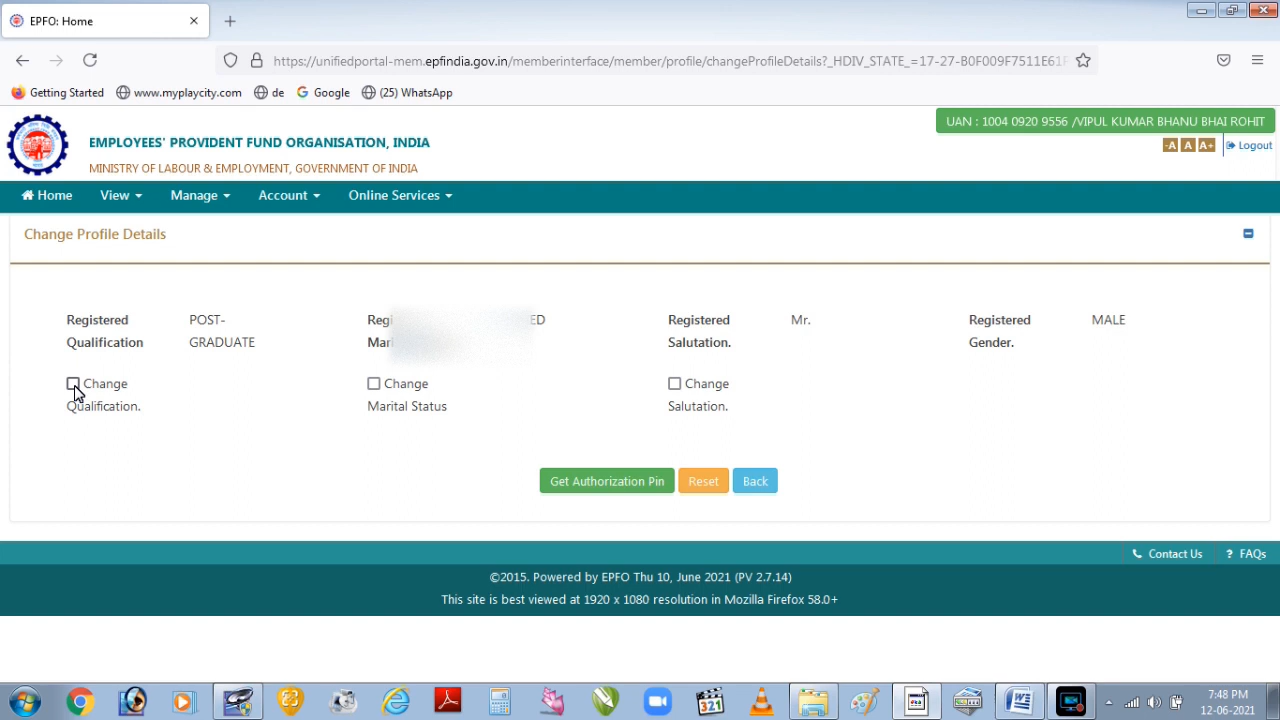 EPFO: Home
https://unifiedportal-mem.epfindia.gov.in/memberinterface/member/profile/changeProfileDetails?_HDIV_STATE_=17-27-B0F009F7511E61
Getting Started www.myplaycity.com de Google (25) WhatsApp
UAN : 1004 0920 9556 /VIPUL KUMAR BHANU BHAI ROHIT
EMPLOYEES' PROVIDENT FUND ORGANISATION, INDIA
-A A A+ Logout
MINISTRY OF LABOUR & EMPLOYMENT, GOVERNMENT OF INDIA
Home View Manage Account Online Services
Change Profile Details
Registered Qualification
POST-GRADUATE
Mr.
Registered Salutation.
Registered Gender.
MALE
Change Qualification.
Change Marital Status
Change Salutation.
Get Authorization Pin Reset Back
Contact Us ? FAQs
©2015. Powered by EPFO Thu 10, June 2021 (PV 2.7.14)
This site is best viewed at 1920 x 1080 resolution in Mozilla Firefox 58.0+
321
7:48 PM
12-06-2021